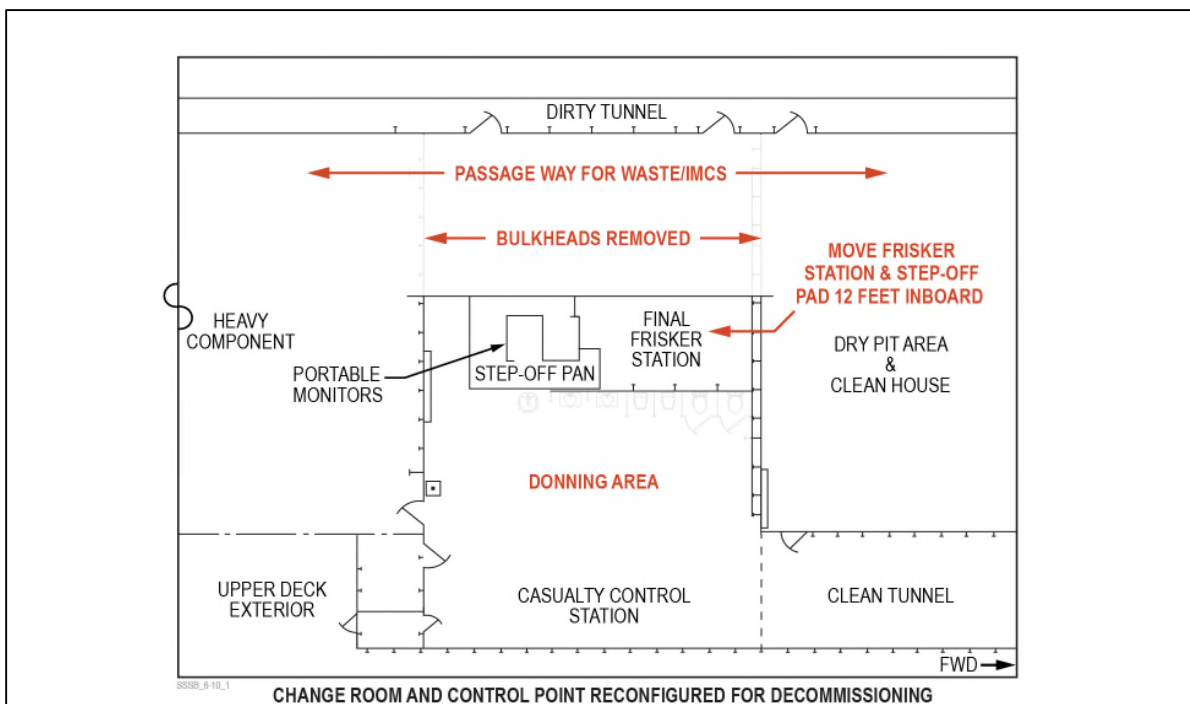 DIRTY TUNNEL
PASSAGE WAY FOR WASTE/IMCS
BULKHEADS REMOVED
MOVE FRISKER
STATION & STEP-OFF
PAD 12 FEET INBOARD
HEAVY
COMPONENT
FINAL
FRISKER
STATION
DRY PIT AREA
&
CLEAN HOUSE
PORTABLE
MONITORS
STEP-OFF PAN
DONNING AREA
UPPER DECK
EXTERIOR
CASUALTY CONTROL
STATION
CLEAN TUNNEL
FWD
SSSB_6-10_1
CHANGE ROOM AND CONTROL POINT RECONFIGURED FOR DECOMMISSIONING